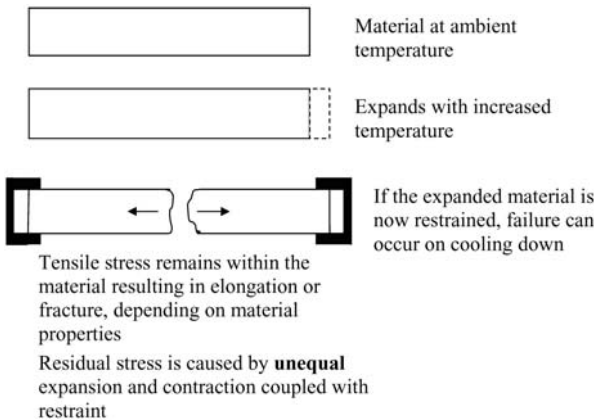 Material at ambient
temperature
Expands with increased
temperature
If the expanded material is
now restrained, failure can
occur on cooling down
Tensile stress remains within the
material resulting in elongation or
fracture, depending on material
properties
Residual stress is caused by unequal
expansion and contraction coupled with
restraint